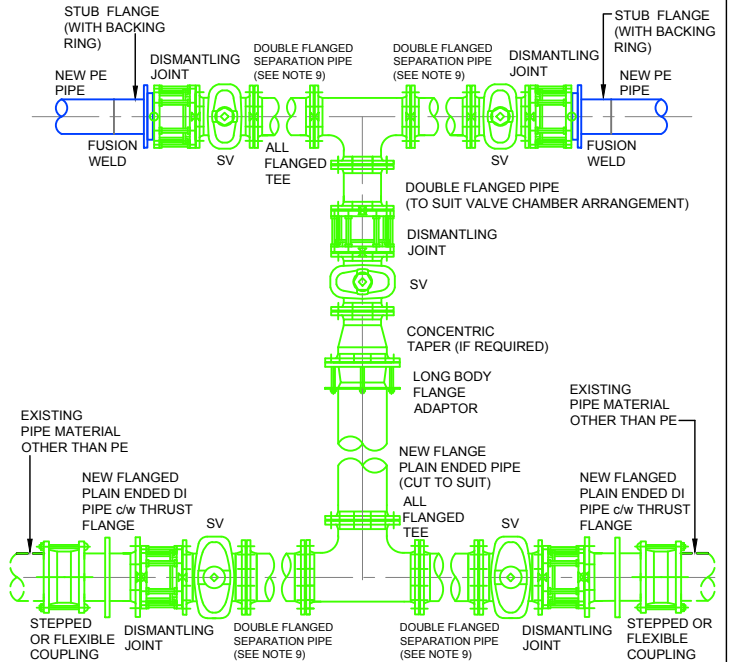 STUB FLANGE
(WITH BACKING
RING)
DISMANTLING
JOINT
DOUBLE FLANGED
SEPARATION PIPE
(SEE NOTE 9)
DOUBLE FLANGED
SEPARATION PIPE
(SEE NOTE 9)
DISMANTLING
JOINT
STUB FLANGE
(WITH BACKING
RING)
NEW PE
PIPE
NEW PE
PIPE
FUSION
WELD
SV
ALL
FLANGED
TEE
SV
FUSION
WELD
DOUBLE FLANGED PIPE
(TO SUIT VALVE CHAMBER ARRANGEMENT)
DISMANTLING
JOINT
SV
CONCENTRIC
TAPER (IF REQUIRED)
LONG BODY
FLANGE
ADAPTOR
EXISTING
PIPE MATERIAL
OTHER THAN PE
EXISTING
PIPE MATERIAL
OTHER THAN PE
NEW FLANGE
PLAIN ENDED PIPE
(CUT TO SUIT)
NEW FLANGED
PLAIN ENDED DI
PIPE c/w THRUST
FLANGE
SV
ALL
FLANGED
TEE
SV
NEW FLANGED
PLAIN ENDED DI
PIPE c/w THRUST
FLANGE
STEPPED
OR FLEXIBLE
COUPLING
DISMANTLING
JOINT
DOUBLE FLANGED
SEPARATION PIPE
(SEE NOTE 9)
DOUBLE FLANGED
SEPARATION PIPE
(SEE NOTE 9)
DISMANTLING
JOINT
STEPPED OR
FLEXIBLE
COUPLING